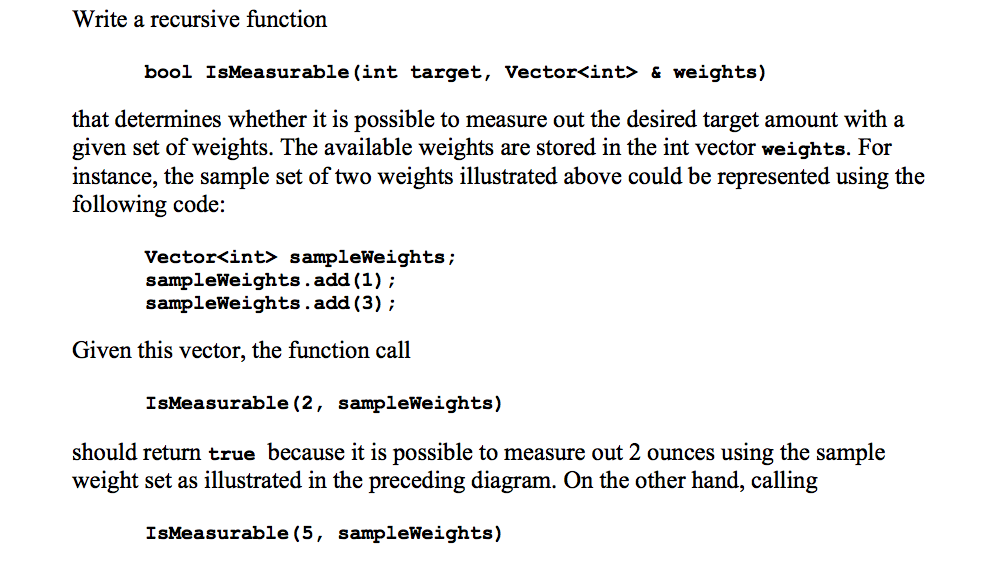 Write a recursive function
bool IsMeasurable(int target, Vector<int> & weights)
that determines whether it is possible to measure out the desired target amount with a
given set of weights. The available weights are stored in the int vector weights. For
instance, the sample set of two weights illustrated above could be represented using the
following code:
Vector<int> sampleWeights;
sampleWeights.add(1);
sampleWeights.add(3);
Given this vector, the function call
IsMeasurable(2, sampleWeights)
should return true because it is possible to measure out 2 ounces using the sample
weight set as illustrated in the preceding diagram. On the other hand, calling
IsMeasurable(5, sampleWeights)